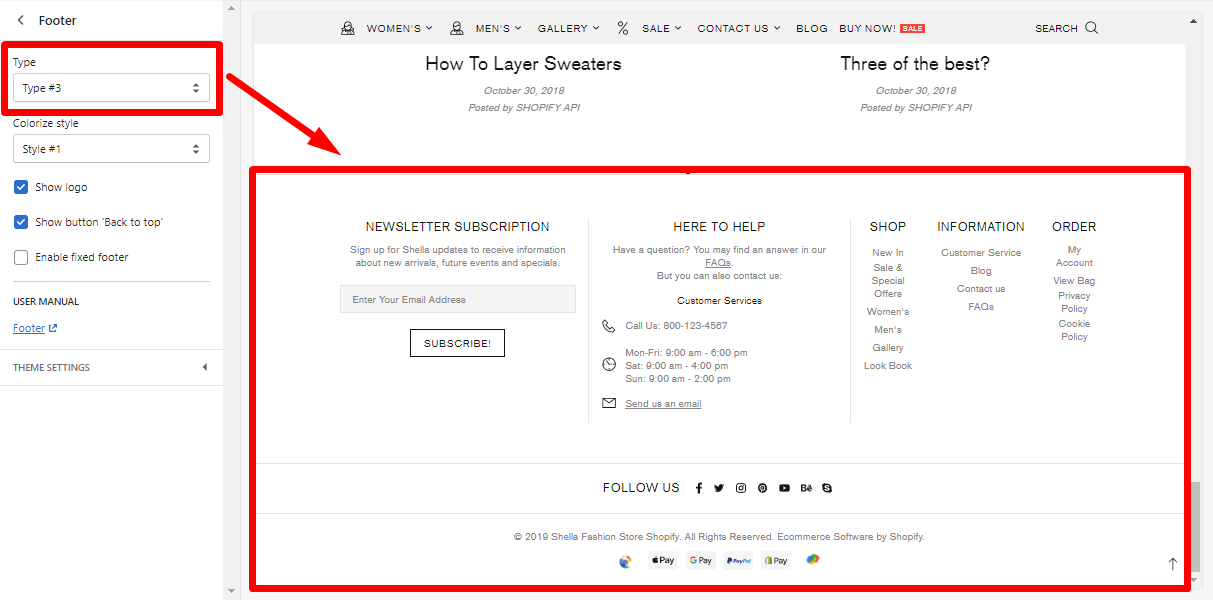 Footer
Type
Type #3
Colorize style
Style #1
Show logo
Show button 'Back to top'
Enable fixed footer
USER MANUAL
Footer
THEME SETTINGS
WOMEN'S MEN'S GALLERY % SALE CONTACT US BLOG BUY NOW! SALE SEARCH
How To Layer Sweaters
October 30, 2018
Posted by SHOPIFY API
Three of the best?
October 30, 2018
Posted by SHOPIFY API
NEWSLETTER SUBSCRIPTION
Sign up for Shella updates to receive information
about new arrivals, future events and specials.
Enter Your Email Address
SUBSCRIBE!
HERE TO HELP
Have a question? You may find an answer in our
FAQs.
But you can also contact us:
Customer Services
Call Us: 800-123-4567
Mon-Fri: 9:00 am - 6:00 pm
Sat: 9:00 am - 4:00 pm
Sun: 9:00 am - 2:00 pm
Send us an email
SHOP
New In
Sale &
Special
Offers
Women's
Men's
Gallery
Look Book
INFORMATION
Customer Service
Blog
Contact us
FAQs
ORDER
My
Account
View Bag
Privacy
Policy
Cookie
Policy
FOLLOW US
© 2019 Shella Fashion Store Shopify. All Rights Reserved. Ecommerce Software by Shopify.
Pay G Pay PayPal Pay